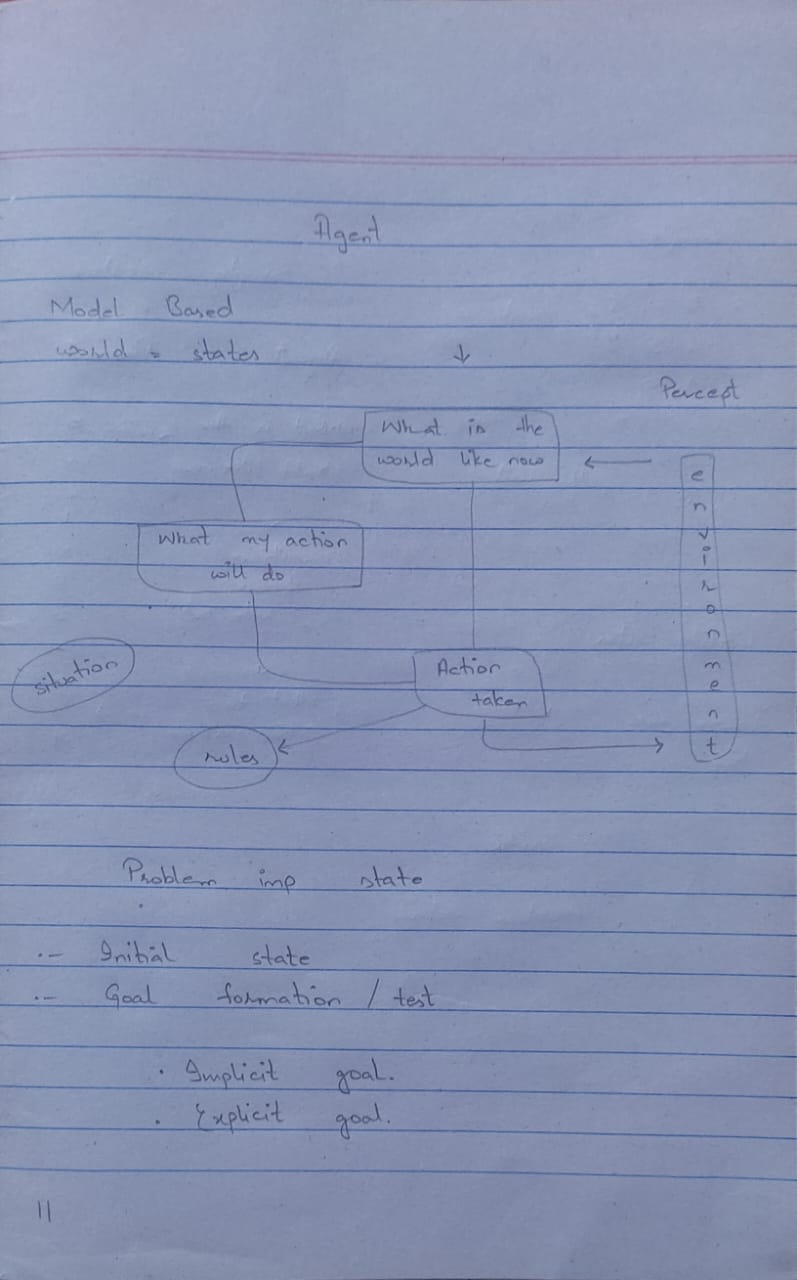 Agent
Model Based
world = states
Percept
What is the
world like now
environment
What my action
will do
situation
Action
taken
rules
Problem imp state
Initial state
Goal formation / test
Implicit goal.
Explicit goal.
11